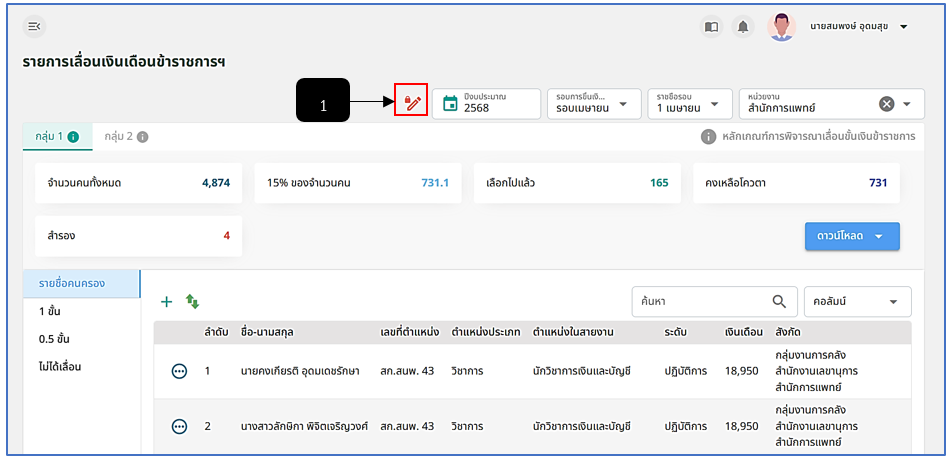 นายสมพงษ์ อุดมสุข
รายการเลื่อนเงินเดือนข้าราชการฯ
1
ปีงบประมาณ
2568
รอบการขึ้นเงิ...
รอบเมษายน
รายชื่อรอบ
1 เมษายน
หน่วยงาน
สำนักการแพทย์
กลุ่ม 1
กลุ่ม 2
หลักเกณฑ์การพิจารณาเลื่อนขั้นเงินข้าราชการ
จำนวนคนทั้งหมด 4,874
15% ของจำนวนคน 731.1
เลือกไปแล้ว 165
คงเหลือโควตา 731
สำรอง 4
ดาวน์โหลด
รายชื่อคนครอง
1 ขั้น
0.5 ขั้น
ไม่ได้เลื่อน
ค้นหา
คอลัมน์
ลำดับ ชื่อ-นามสกุล เลขที่ตำแหน่ง ตำแหน่งประเภท ตำแหน่งในสายงาน ระดับ เงินเดือน สังกัด
1 นายคงเกียรติ อุดมเดชรักษา สก.สนพ. 43 วิชาการ นักวิชาการเงินและบัญชี ปฏิบัติการ 18,950 กลุ่มงานการคลัง
สำนักงานเลขานุการ
สำนักการแพทย์
2 นางสาวลักษิกา พิจิตเจริญวงศ์ สก.สนพ. 43 วิชาการ นักวิชาการเงินและบัญชี ปฏิบัติการ 18,950 กลุ่มงานการคลัง
สำนักงานเลขานุการ
สำนักการแพทย์